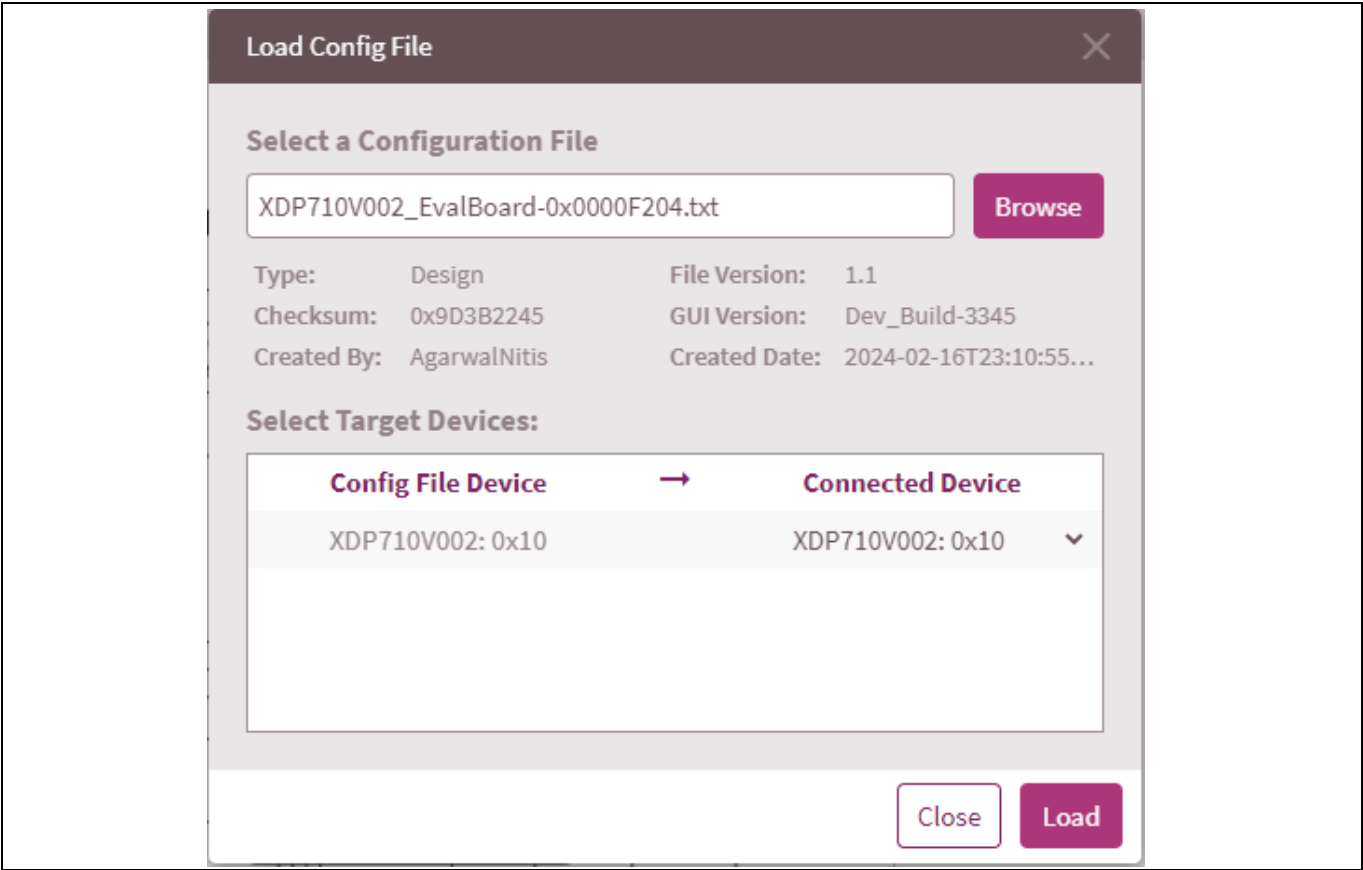 Load Config File
Select a Configuration File
XDP710V002_EvalBoard-0x0000F204.txt
Browse
Type: Design File Version: 1.1
Checksum: 0x9D3B2245 GUI Version: Dev_Build-3345
Created By: AgarwalNitis Created Date: 2024-02-16T23:10:55...
Select Target Devices:
Config File Device → Connected Device
XDP710V002: 0x10 XDP710V002: 0x10
Close Load